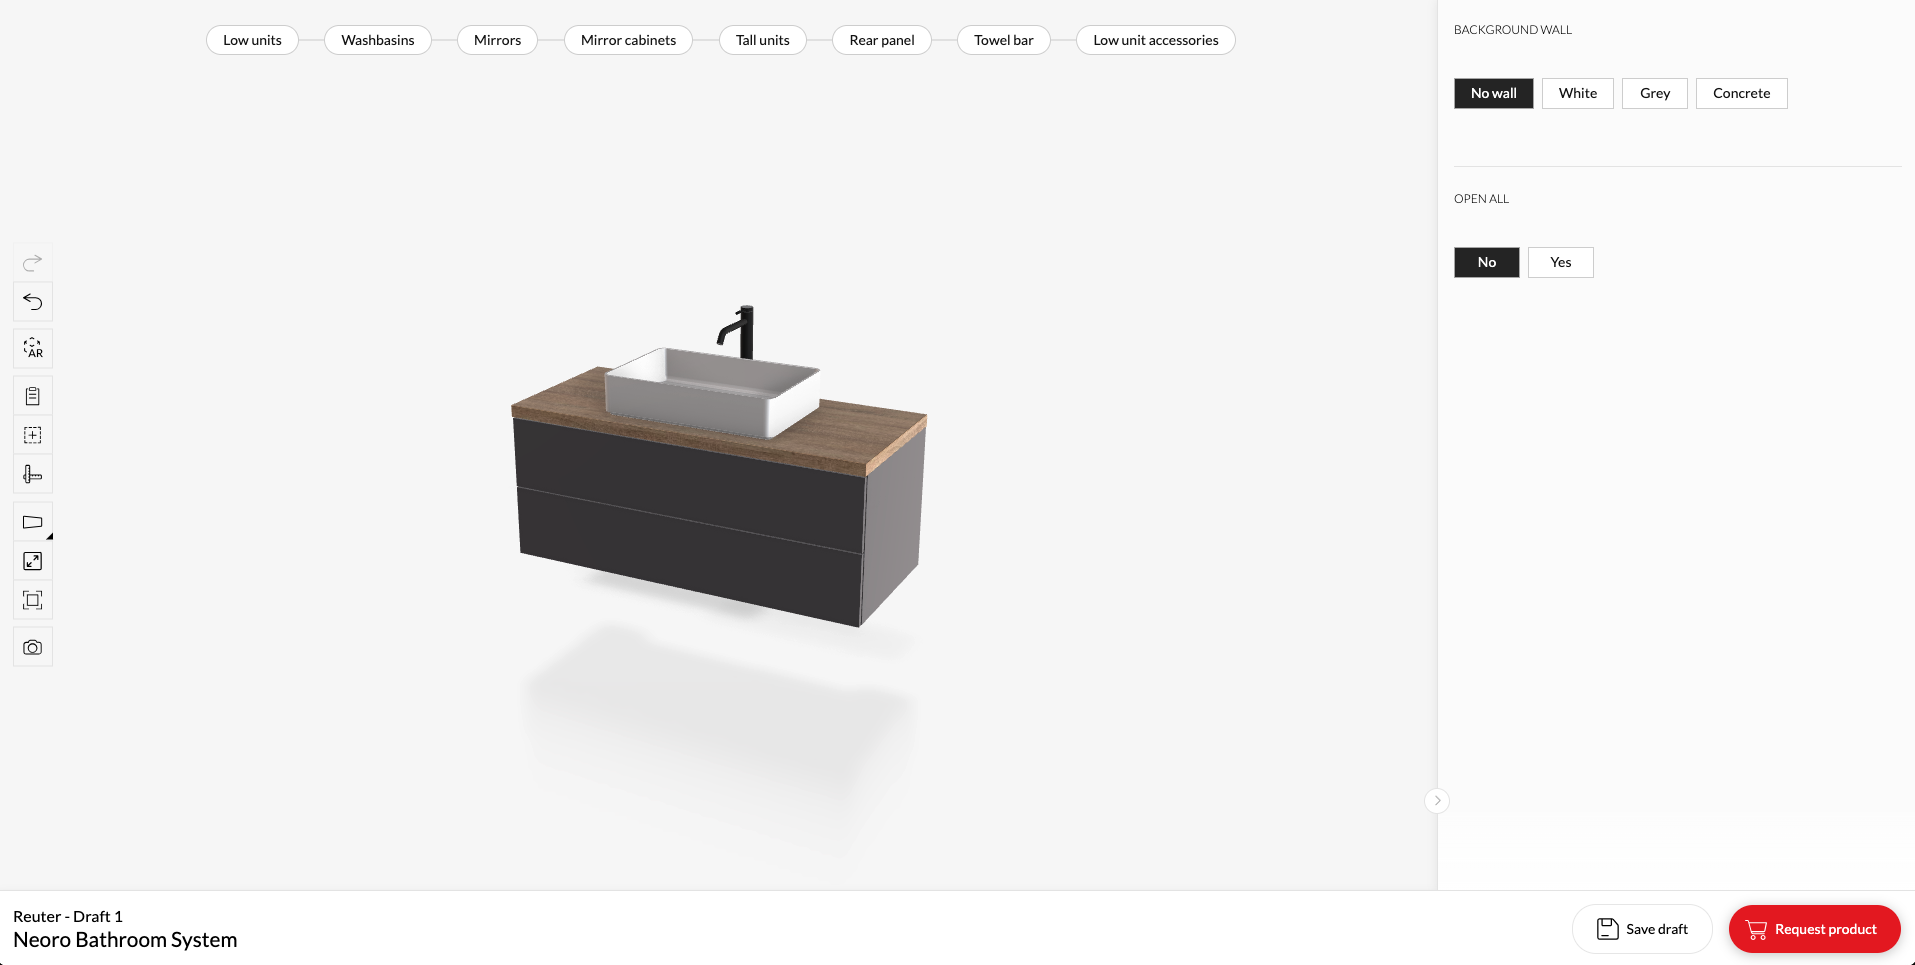 Low units
Washbasins
Mirrors
Mirror cabinets
Tall units
Rear panel
Towel bar
Low unit accessories
BACKGROUND WALL
No wall
White
Grey
Concrete
OPEN ALL
No
Yes
AR
Reuter - Draft 1
Neoro Bathroom System
Save draft
Request product